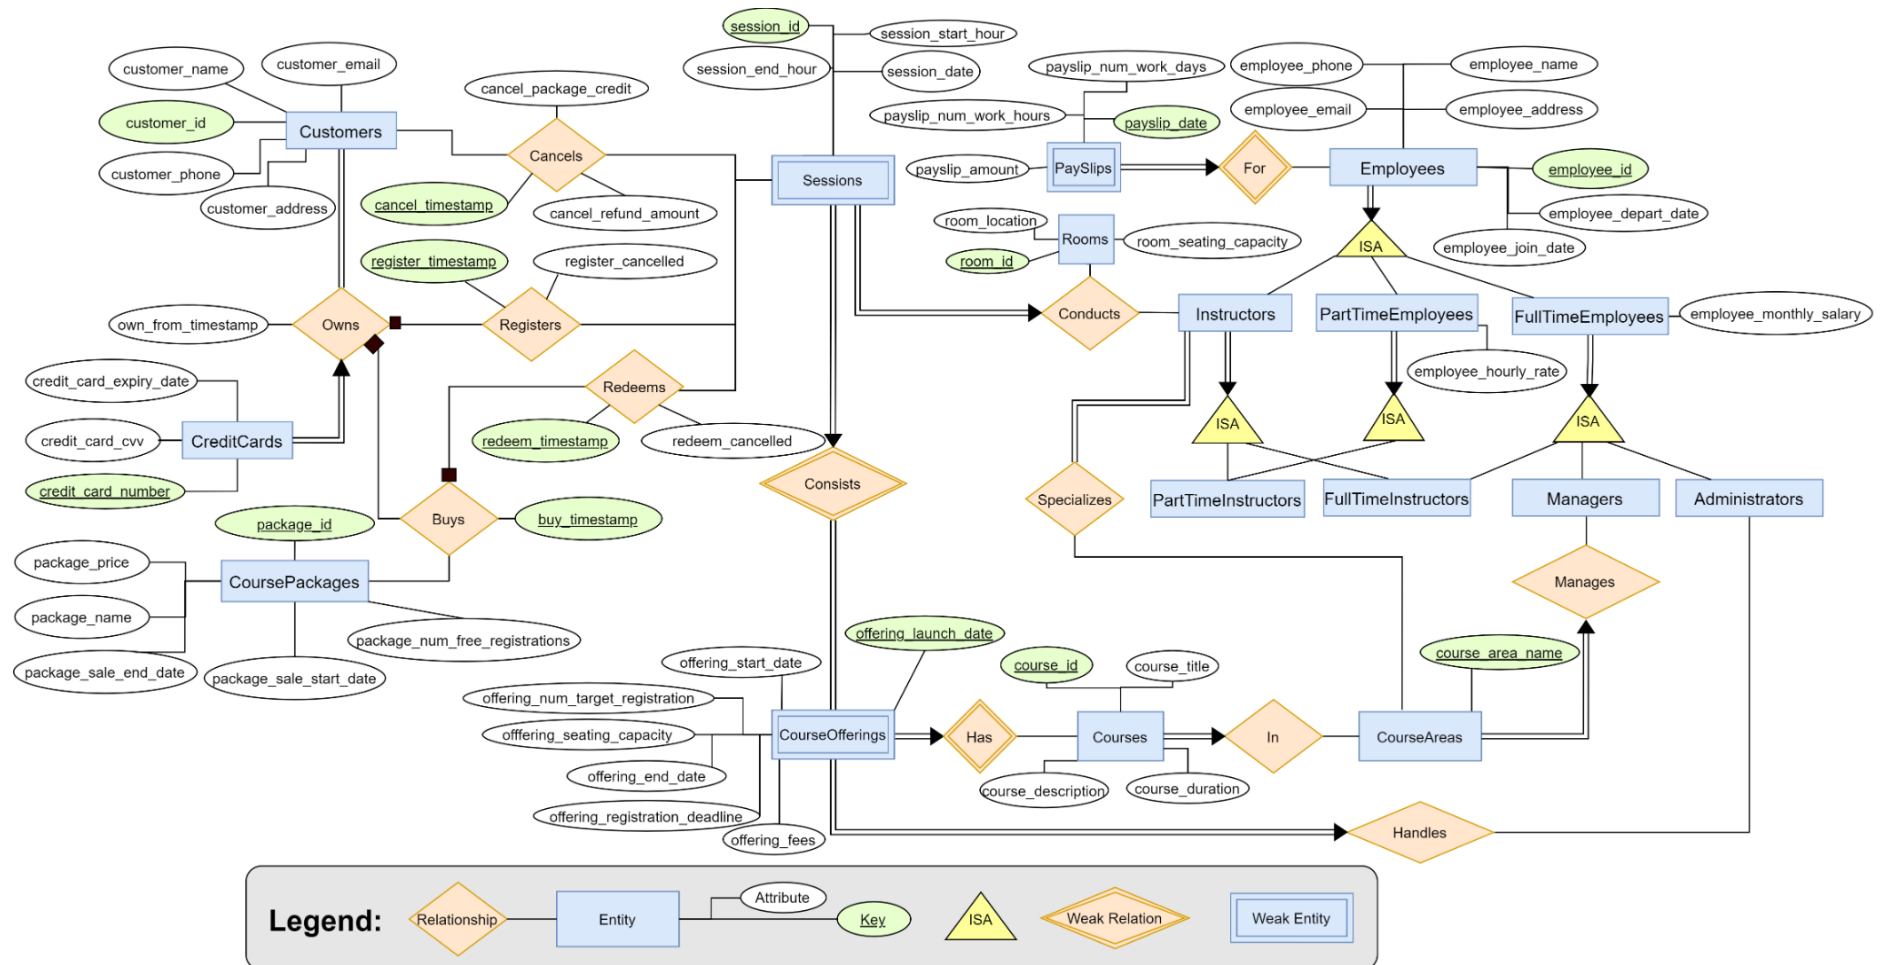 session_id
session_start_hour
session_end_hour
session_date
customer_name
customer_email
customer_id
Customers
customer_phone
customer_address
cancel_package_credit
Cancels
cancel_timestamp
cancel_refund_amount
Sessions
payslip_num_work_days
payslip_num_work_hours
payslip_date
payslip_amount
PaySlips
For
employee_phone
employee_name
employee_email
employee_address
Employees
employee_id
employee_depart_date
employee_join_date
ISA
room_location
Rooms
room_seating_capacity
room_id
register_timestamp
register_cancelled
own_from_timestamp
Owns
Registers
Conducts
Instructors
PartTimeEmployees
FullTimeEmployees
employee_monthly_salary
employee_hourly_rate
credit_card_expiry_date
credit_card_cvv
CreditCards
credit_card_number
Redeems
redeem_timestamp
redeem_cancelled
ISA
ISA
ISA
Consists
Specializes
PartTimeInstructors
FullTimeInstructors
Managers
Administrators
package_id
Buys
buy_timestamp
package_price
CoursePackages
package_name
package_num_free_registrations
package_sale_end_date
package_sale_start_date
Manages
offering_launch_date
offering_start_date
offering_num_target_registration
offfering_seating_capacity
offering_end_date
offering_registration_deadline
offering_fees
CourseOfferings
Has
course_id
course_title
Courses
course_description
course_duration
In
course_area_name
CourseAreas
Handles
Legend:
Relationship
Entity
Attribute
Key
ISA
Weak Relation
Weak Entity